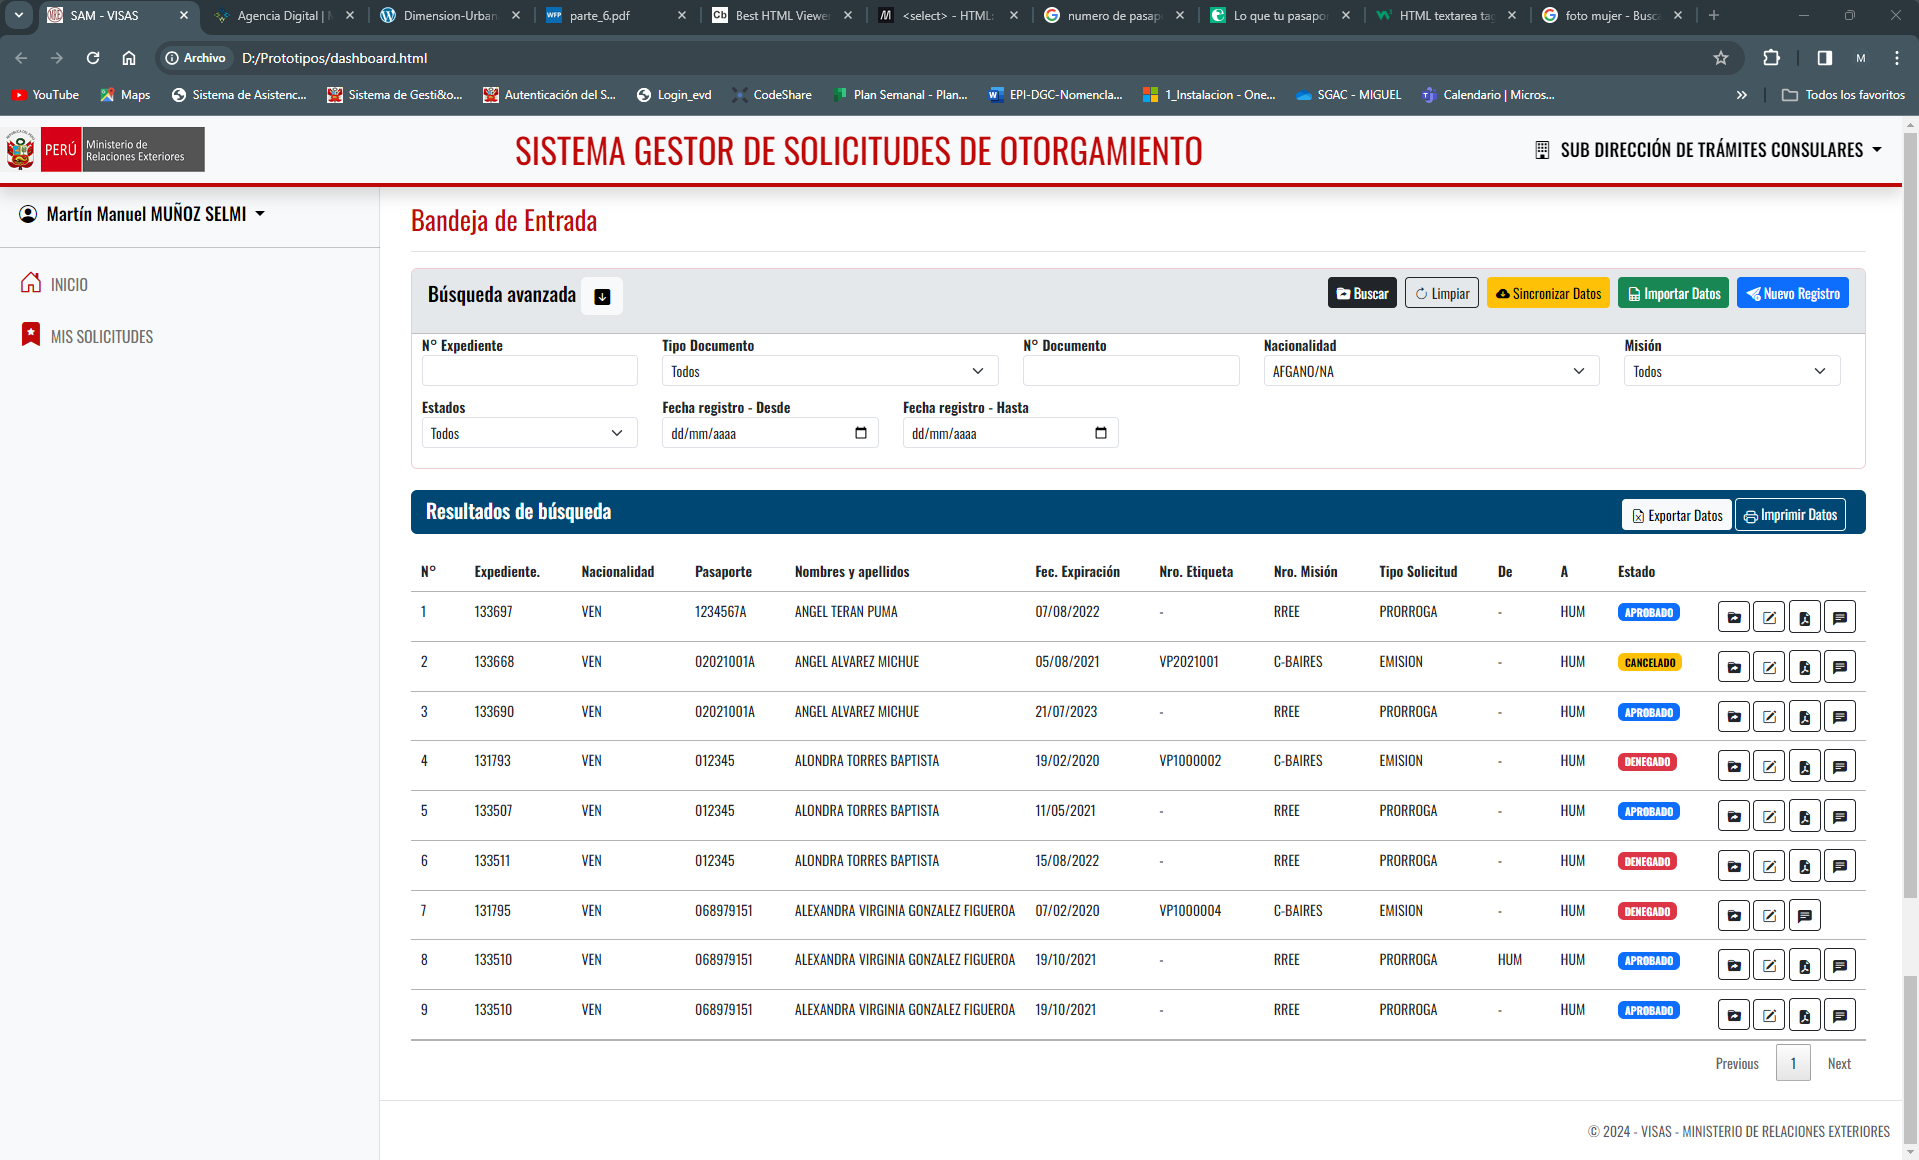 SAM - VISAS
Agencia Digital | M
Dimension-Urban
parte_6.pdf
Best HTML Viewer
<select> - HTML:
numero de pasap
Lo que tu pasapo
HTML textarea tag
foto mujer - Busc
Archivo
D:/Prototipos/dashboard.html
M
YouTube
Maps
Sistema de Asistenc...
Sistema de Gesti&o...
Autenticación del S...
Login_evd
CodeShare
Plan Semanal - Plan...
EPI-DGC-Nomencla...
1_Instalacion - One...
SGAC - MIGUEL
Calendario | Micros...
Todos los favoritos
PERÚ
Ministerio de
Relaciones Exteriores
SISTEMA GESTOR DE SOLICITUDES DE OTORGAMIENTO
SUB DIRECCIÓN DE TRÁMITES CONSULARES
Martín Manuel MUÑOZ SELMI
INICIO
MIS SOLICITUDES
Bandeja de Entrada
Búsqueda avanzada
Buscar
Limpiar
Sincronizar Datos
Importar Datos
Nuevo Registro
N° Expediente
Tipo Documento
N° Documento
Nacionalidad
Misión
Todos
AFGANO/NA
Todos
Estados
Fecha registro - Desde
Fecha registro - Hasta
Todos
dd/mm/aaaa
dd/mm/aaaa
Resultados de búsqueda
Exportar Datos
Imprimir Datos
N° Expediente. Nacionalidad Pasaporte Nombres y apellidos Fec. Expiración Nro. Etiqueta Nro. Misión Tipo Solicitud De A Estado
1 133697 VEN 1234567A ANGEL TERAN PUMA 07/08/2022 - RREE PRORROGA - HUM APROBADO
2 133668 VEN 02021001A ANGEL ALVAREZ MICHUE 05/08/2021 VP2021001 C-BAIRES EMISION - HUM CANCELADO
3 133690 VEN 02021001A ANGEL ALVAREZ MICHUE 21/07/2023 - RREE PRORROGA - HUM APROBADO
4 131793 VEN 012345 ALONDRA TORRES BAPTISTA 19/02/2020 VP1000002 C-BAIRES EMISION - HUM DENEGADO
5 133507 VEN 012345 ALONDRA TORRES BAPTISTA 11/05/2021 - RREE PRORROGA - HUM APROBADO
6 133511 VEN 012345 ALONDRA TORRES BAPTISTA 15/08/2022 - RREE PRORROGA - HUM DENEGADO
7 131795 VEN 068979151 ALEXANDRA VIRGINIA GONZALEZ FIGUEROA 07/02/2020 VP1000004 C-BAIRES EMISION - HUM DENEGADO
8 133510 VEN 068979151 ALEXANDRA VIRGINIA GONZALEZ FIGUEROA 19/10/2021 - RREE PRORROGA HUM HUM APROBADO
9 133510 VEN 068979151 ALEXANDRA VIRGINIA GONZALEZ FIGUEROA 19/10/2021 - RREE PRORROGA - HUM APROBADO
Previous 1 Next
© 2024 - VISAS - MINISTERIO DE RELACIONES EXTERIORES